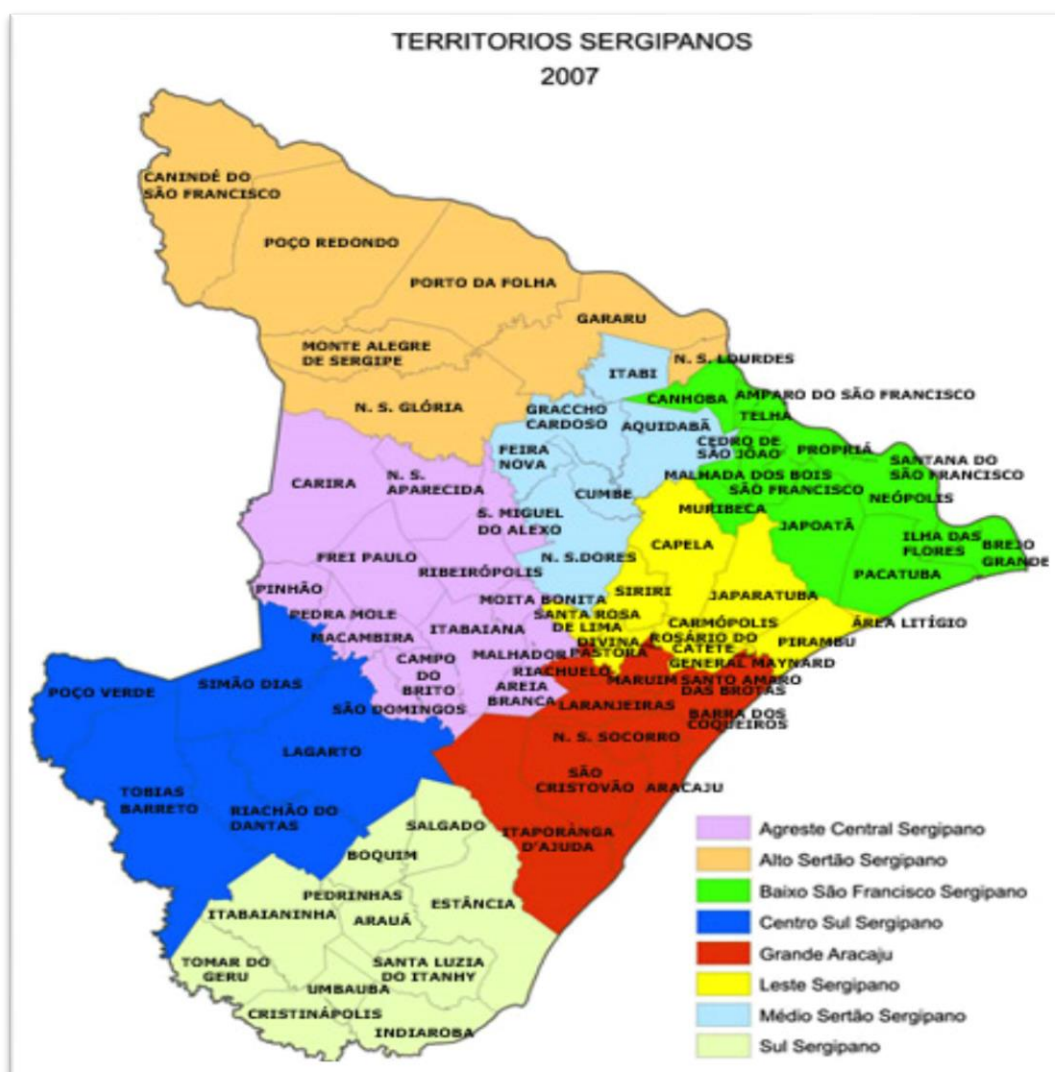 TERRITORIOS SERGIPANOS
2007
CANINDÉ DO
SÃO FRANCISCO
POÇO REDONDO
PORTO DA FOLHA
GARARU
MONTE ALEGRE
DE SERGIPE
N. S. LOURDES
ITABI
N. S. GLÓRIA
CANHOBA
AMPARO DO SÃO FRANCISCO
GRACCHO
CARDOSO
TELHA
AQUIDABÃ
FEIRA
NOVA
CEDRO DE
SÃO JOÃO
PROPRIÁ
SANTANA DO
SÃO FRANCISCO
CARIRA
N. S.
APARECIDA
MALHADA DOS BOIS
SÃO FRANCISCO
NEÓPOLIS
CUMBE
MURIBECA
S. MIGUEL
DO ALEXO
JAPOATÃ
ILHA DAS
FLORES
BREJO
GRANDE
CAPELA
FREI PAULO
N. S.DORES
RIBEIRÓPOLIS
PACATUBA
PINHÃO
SIRIRI
JAPARATUBA
MOITA BONITA
PEDRA MOLE
SANTA ROSA
DE LIMA
CARMÓPOLIS
ÁREA LITÍGIO
MACAMBIRA
ITABAIANA
DIVINA
PASTORA
ROSÁRIO DO
CATETE
PIRAMBU
MALHADOR
GENERAL MAYNARD
CAMPO
DO
BRITO
RIACHUELO
MARUIM
SANTO AMARO
DAS BROTAS
AREIA
BRANCA
POÇO VERDE
SIMÃO DIAS
SÃO DOMINGOS
LARANJEIRAS
BARRA DOS
COQUEIROS
N. S. SOCORRO
LAGARTO
SÃO
CRISTOVÃO
ARACAJU
TOBIAS
BARRETO
RIACHÃO DO
DANTAS
SALGADO
ITAPORÀNGA
D'AJUDA
BOQUIM
PEDRINHAS
ESTÂNCIA
ITABAIANINHA
ARAUÁ
TOMAR DO
GERU
SANTA LUZIA
DO ITANHY
UMBAUBA
CRISTINÁPOLIS
INDIAROBA
Agreste Central Sergipano
Alto Sertão Sergipano
Baixo São Francisco Sergipano
Centro Sul Sergipano
Grande Aracaju
Leste Sergipano
Médio Sertão Sergipano
Sul Sergipano